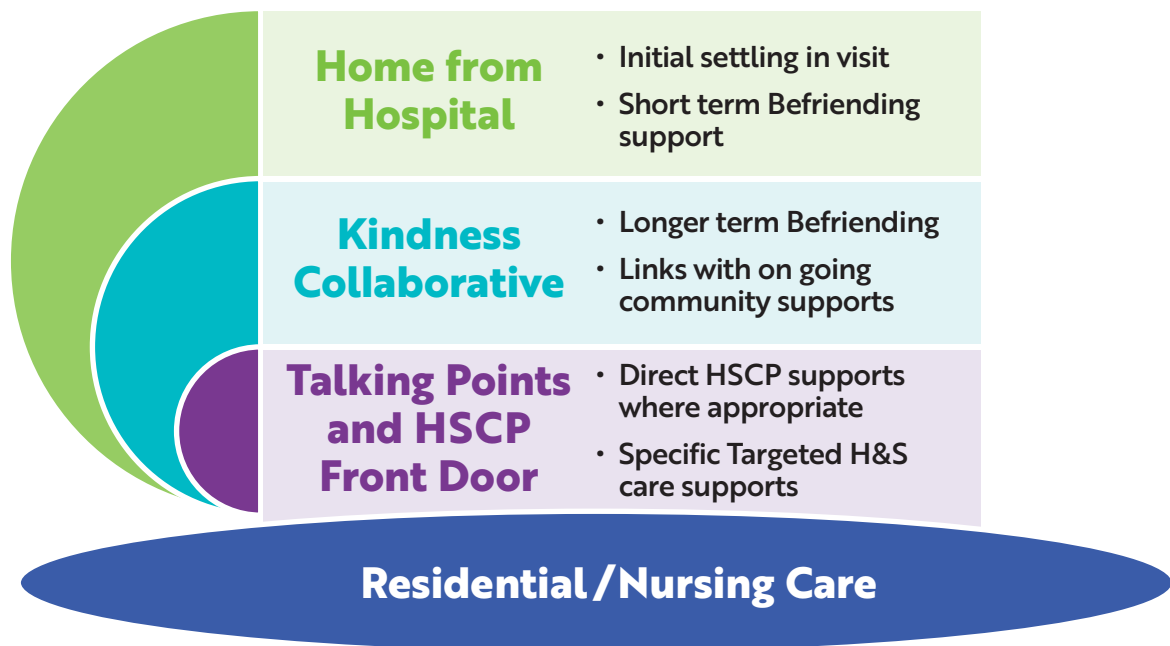 Home from
Hospital
· Initial settling in visit
· Short term Befriending
support
Kindness
Collaborative
· Longer term Befriending
· Links with on going
community supports
Talking Points
and HSCP
Front Door
· Direct HSCP supports
where appropriate
· Specific Targeted H&S
care supports
Residential/Nursing Care